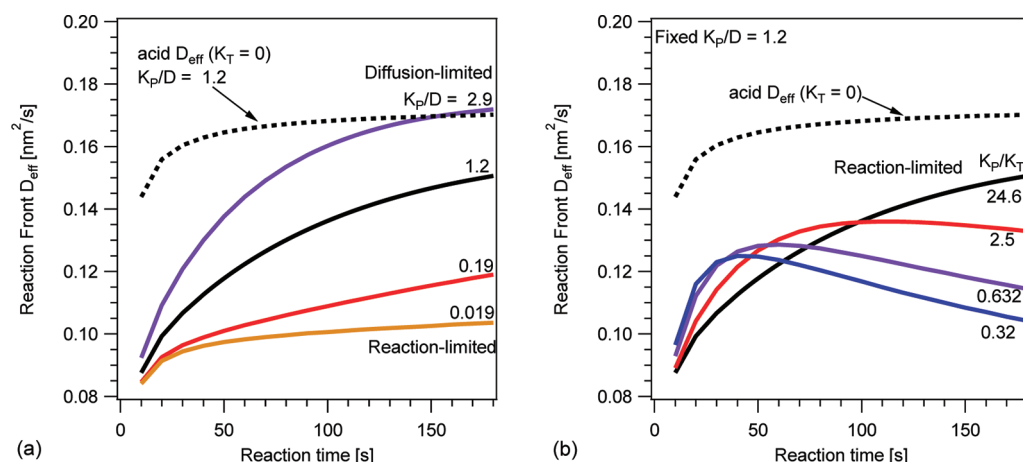 0.20
0.18
0.16
0.14
0.12
0.10
0.08
Reaction Front D_eff [nm²/s]
acid D_eff (K_T = 0)
K_P/D = 1.2
Diffusion-limited
K_P/D = 2.9
1.2
0.19
0.019
Reaction-limited
0
50
100
150
Reaction time [s]
(a)
0.20
0.18
0.16
0.14
0.12
0.10
0.08
Reaction Front D_eff [nm²/s]
Fixed K_P/D = 1.2
acid D_eff (K_T = 0)
Reaction-limited
K_P/K_T
24.6
2.5
0.632
0.32
0
50
100
150
Reaction time [s]
(b)